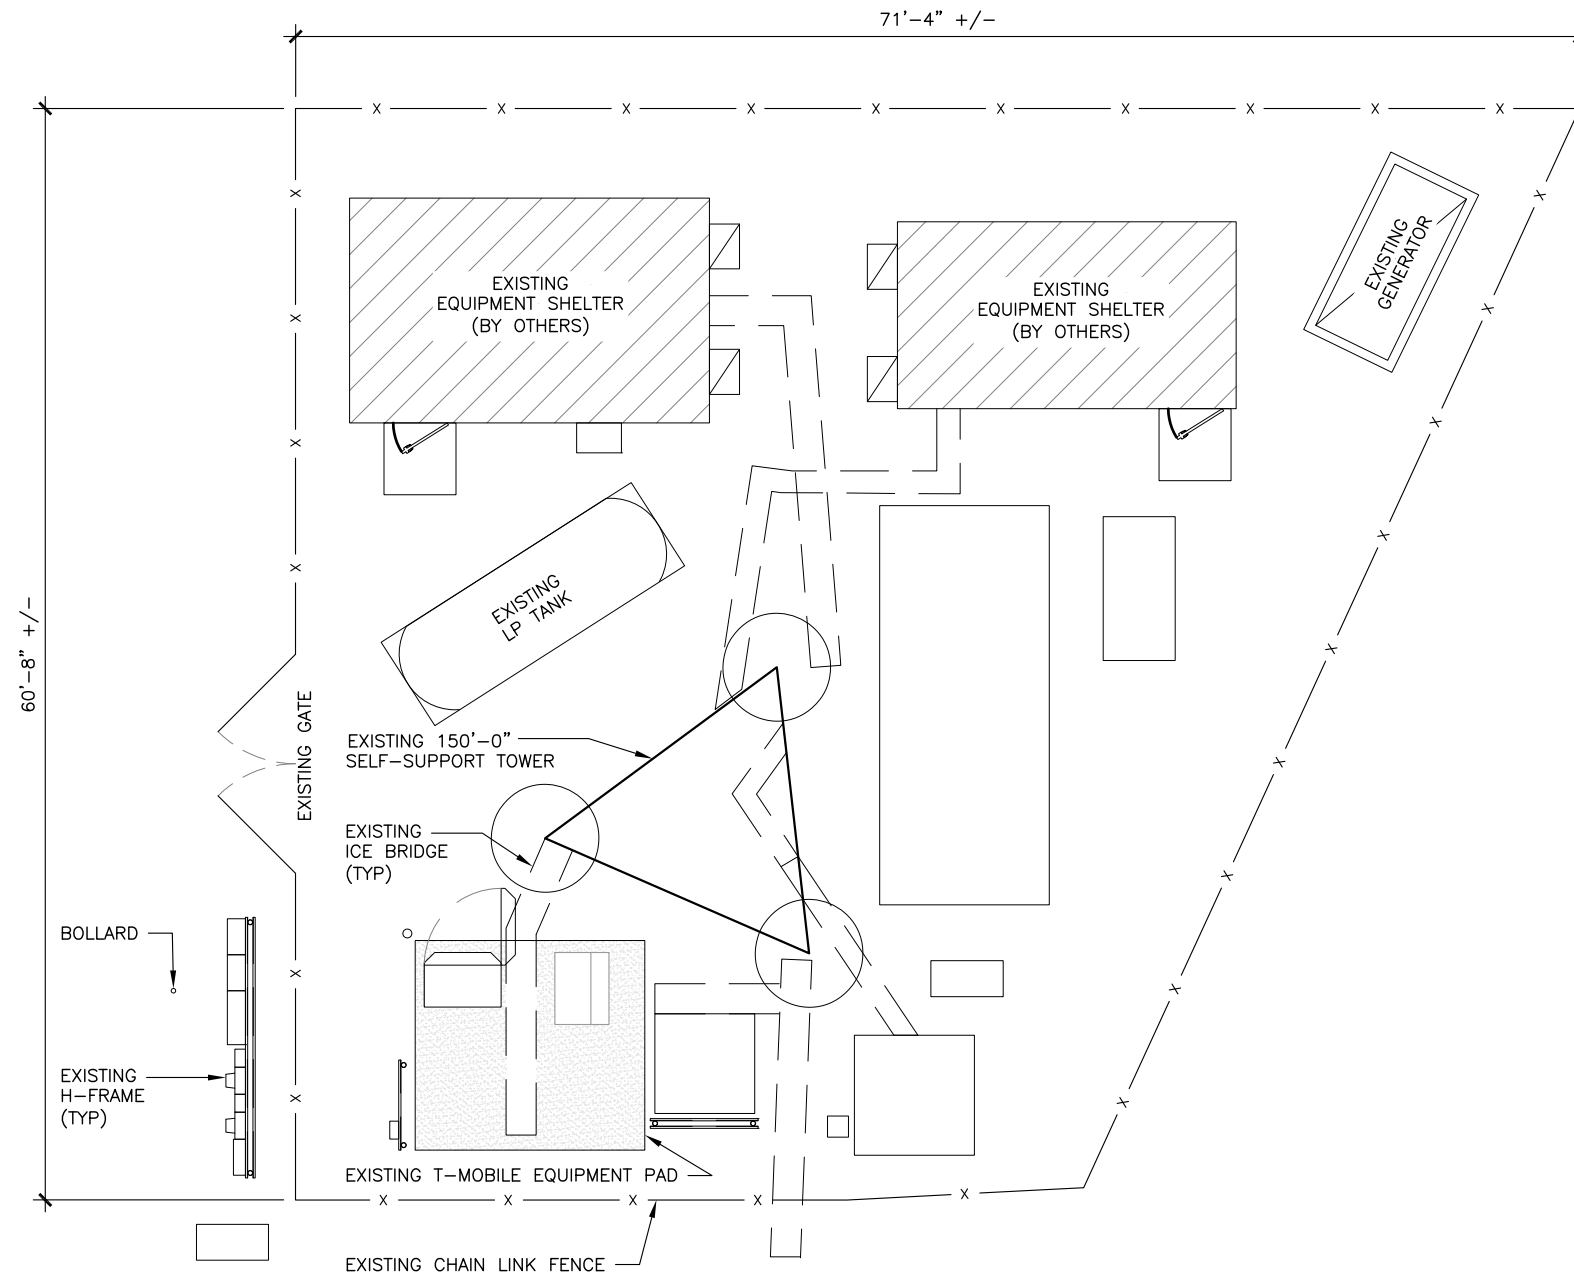 71'-4" +/-
60'-8" +/-
EXISTING
EQUIPMENT SHELTER
(BY OTHERS)
EXISTING
EQUIPMENT SHELTER
(BY OTHERS)
EXISTING
GENERATOR
EXISTING
LP TANK
EXISTING GATE
EXISTING 150'-0"
SELF-SUPPORT TOWER
EXISTING
ICE BRIDGE
(TYP)
BOLLARD
EXISTING
H-FRAME
(TYP)
EXISTING T-MOBILE EQUIPMENT PAD
EXISTING CHAIN LINK FENCE